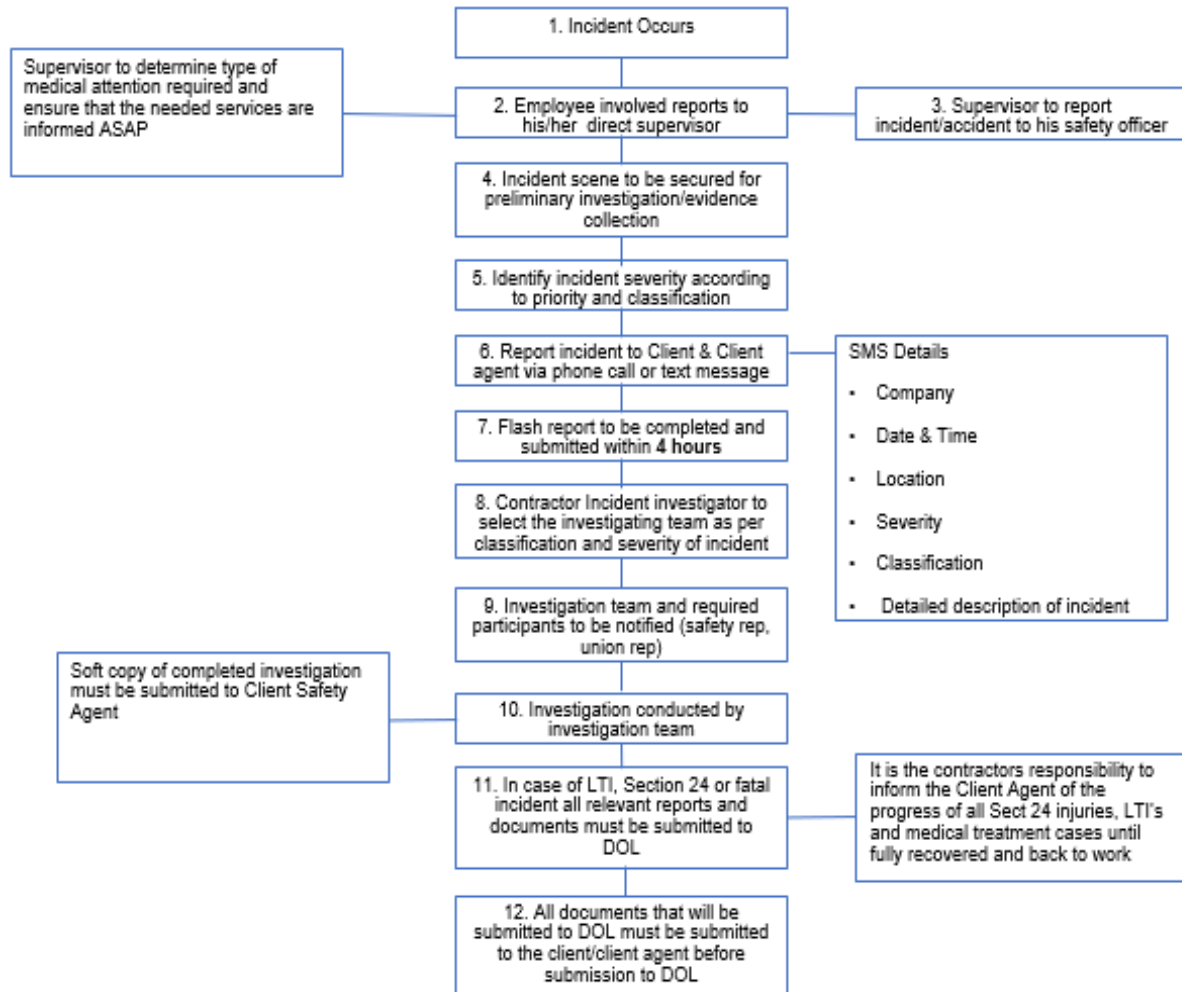 1. Incident Occurs
Supervisor to determine type of
medical attention required and
ensure that the needed services are
informed ASAP
2. Employee involved reports to
his/her direct supervisor
3. Supervisor to report
incident/accident to his safety officer
4. Incident scene to be secured for
preliminary investigation/evidence
collection
5. Identify incident severity according
to priority and classification
6. Report incident to Client & Client
agent via phone call or text message
SMS Details
▪ Company
▪ Date & Time
▪ Location
▪ Severity
▪ Classification
▪ Detailed description of incident
7. Flash report to be completed and
submitted within 4 hours
8. Contractor Incident investigator to
select the investigating team as per
classification and severity of incident
9. Investigation team and required
participants to be notified (safety rep,
union rep)
Soft copy of completed investigation
must be submitted to Client Safety
Agent
10. Investigation conducted by
investigation team
11. In case of LTI, Section 24 or fatal
incident all relevant reports and
documents must be submitted to
DOL
It is the contractors responsibility to
inform the Client Agent of the
progress of all Sect 24 injuries, LTI's
and medical treatment cases until
fully recovered and back to work
12. All documents that will be
submitted to DOL must be submitted
to the client/client agent before
submission to DOL